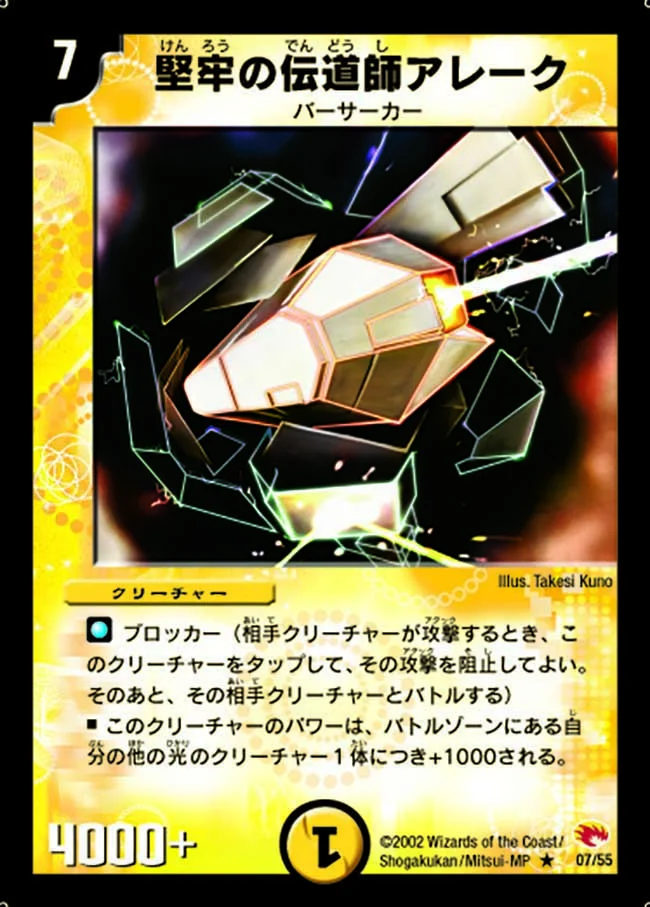 7
堅牢の伝道師アレーク
けん ろう でん どう し
バーサーカー
Illus. Takesi Kuno
クリーチャー
ブロッカー（相手クリーチャーが攻撃するとき、こ
のクリーチャーをタップして、その攻撃を阻止してよい。
そのあと、その相手クリーチャーとバトルする）
■ このクリーチャーのパワーは、バトルゾーンにある自
分の他の光のクリーチャー１体につき+1000される。
4000+
1
©2002 Wizards of the Coast/
Shogakukan/Mitsui-MP ★ 07/55